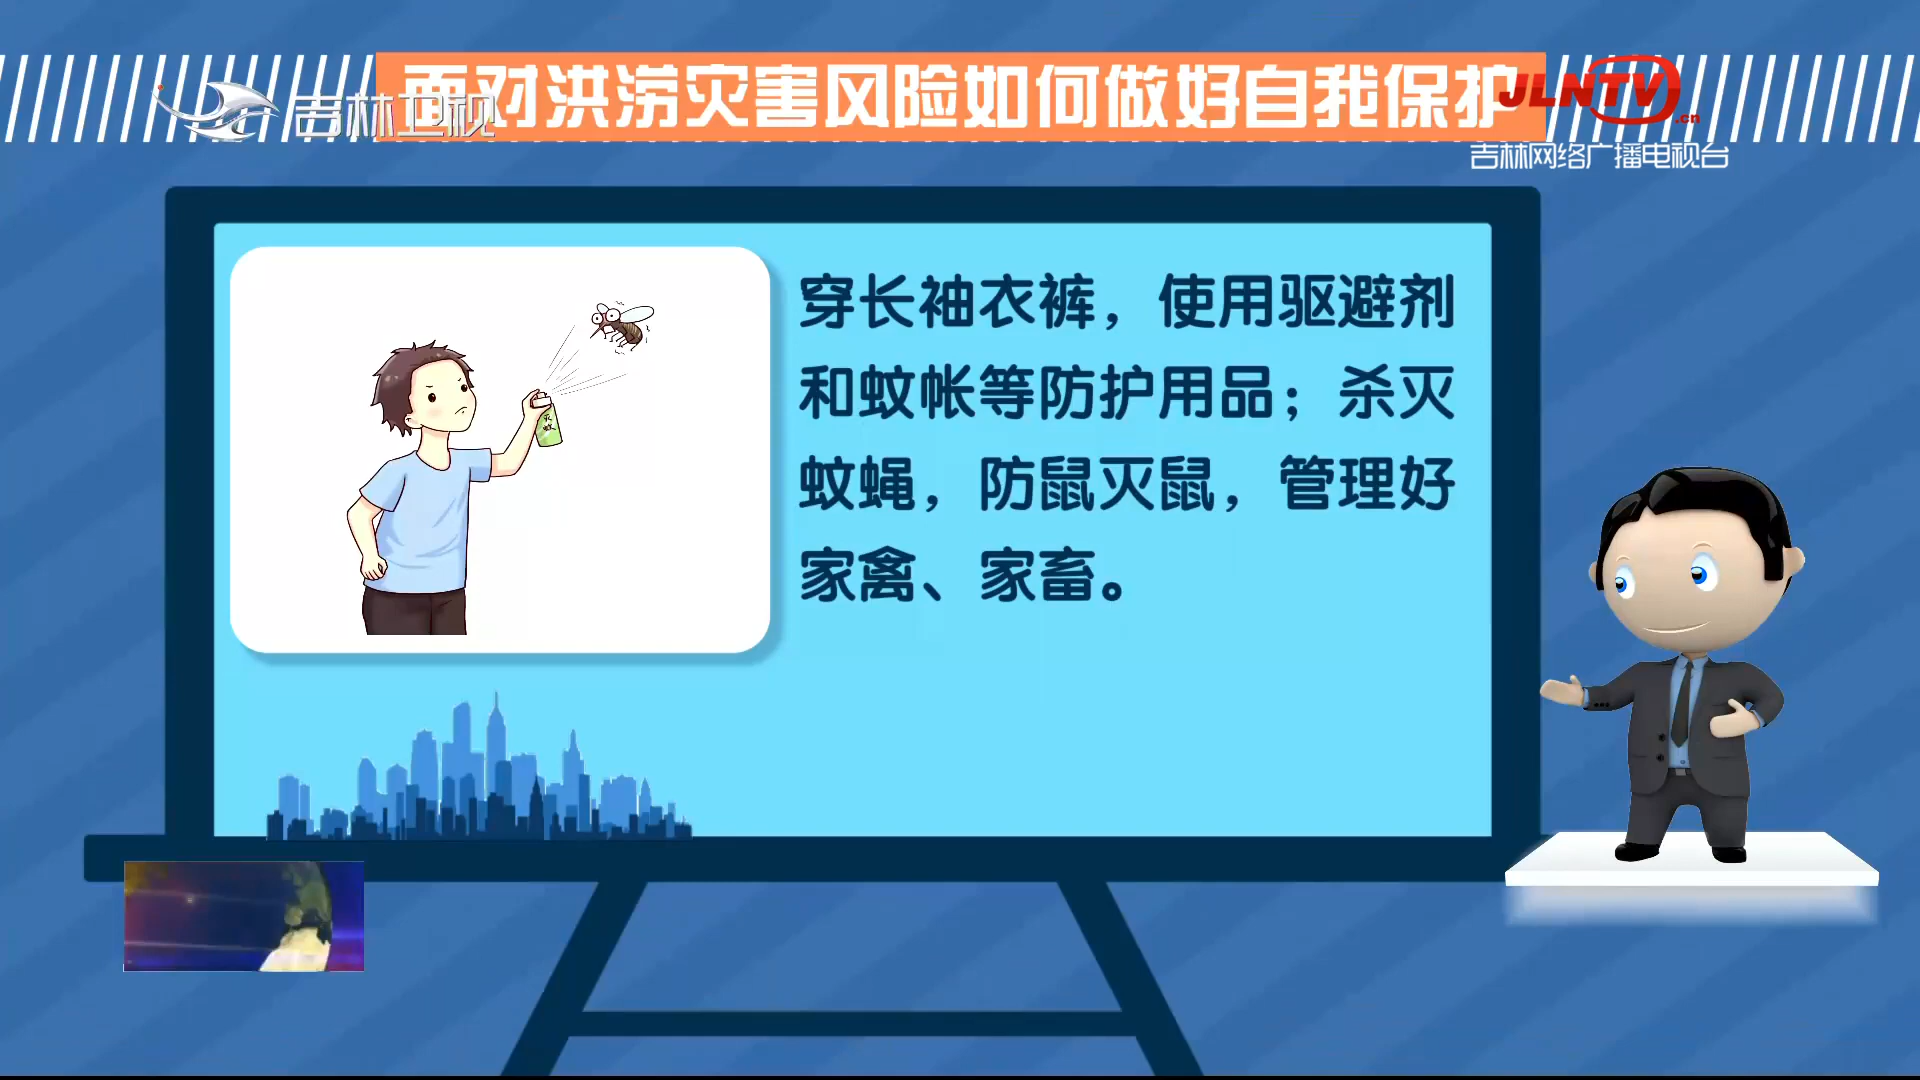 面对洪涝灾害风险如何做好自我保护
吉林卫视
JLNTV.cn
吉林网络广播电视台
穿长袖衣裤，使用驱避剂
和蚊帐等防护用品；杀灭
蚊蝇，防鼠灭鼠，管理好
家禽、家畜。
灭蚊